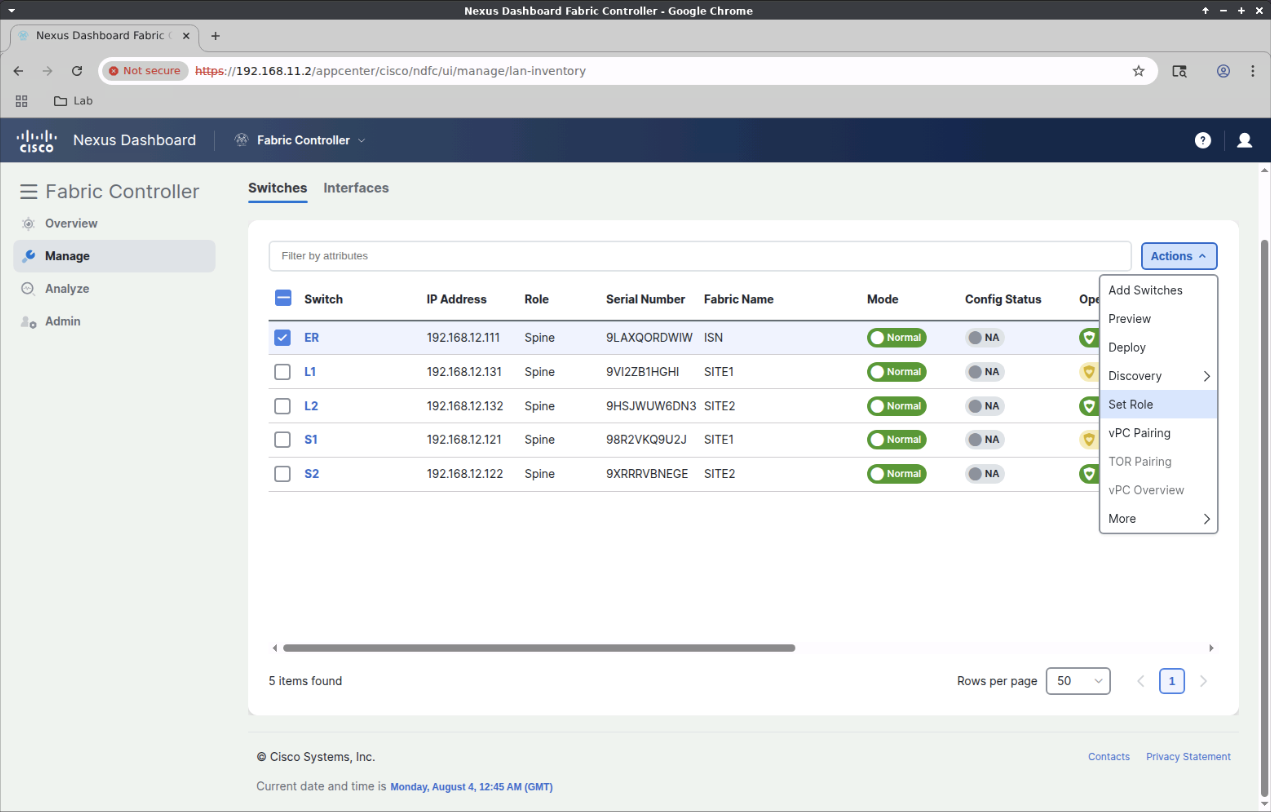 Nexus Dashboard Fabric Controller - Google Chrome
Nexus Dashboard Fabric C
Not secure https://192.168.11.2/appcenter/cisco/ndfc/ui/manage/lan-inventory
Lab
cisco Nexus Dashboard Fabric Controller ?
Fabric Controller
Overview
Manage
Analyze
Admin
Switches Interfaces
Filter by attributes Actions
Switch IP Address Role Serial Number Fabric Name Mode Config Status Ope
ER 192.168.12.111 Spine 9LAXQORDWIW ISN Normal NA
L1 192.168.12.131 Spine 9VI2ZB1HGHI SITE1 Normal NA
L2 192.168.12.132 Spine 9HSJWUW6DN3 SITE2 Normal NA
S1 192.168.12.121 Spine 98R2VKQ9U2J SITE1 Normal NA
S2 192.168.12.122 Spine 9XRRRVBNEGE SITE2 Normal NA
Add Switches
Preview
Deploy
Discovery
Set Role
vPC Pairing
TOR Pairing
vPC Overview
More
5 items found Rows per page 50 1
© Cisco Systems, Inc. Contacts Privacy Statement
Current date and time is Monday, August 4, 12:45 AM (GMT)